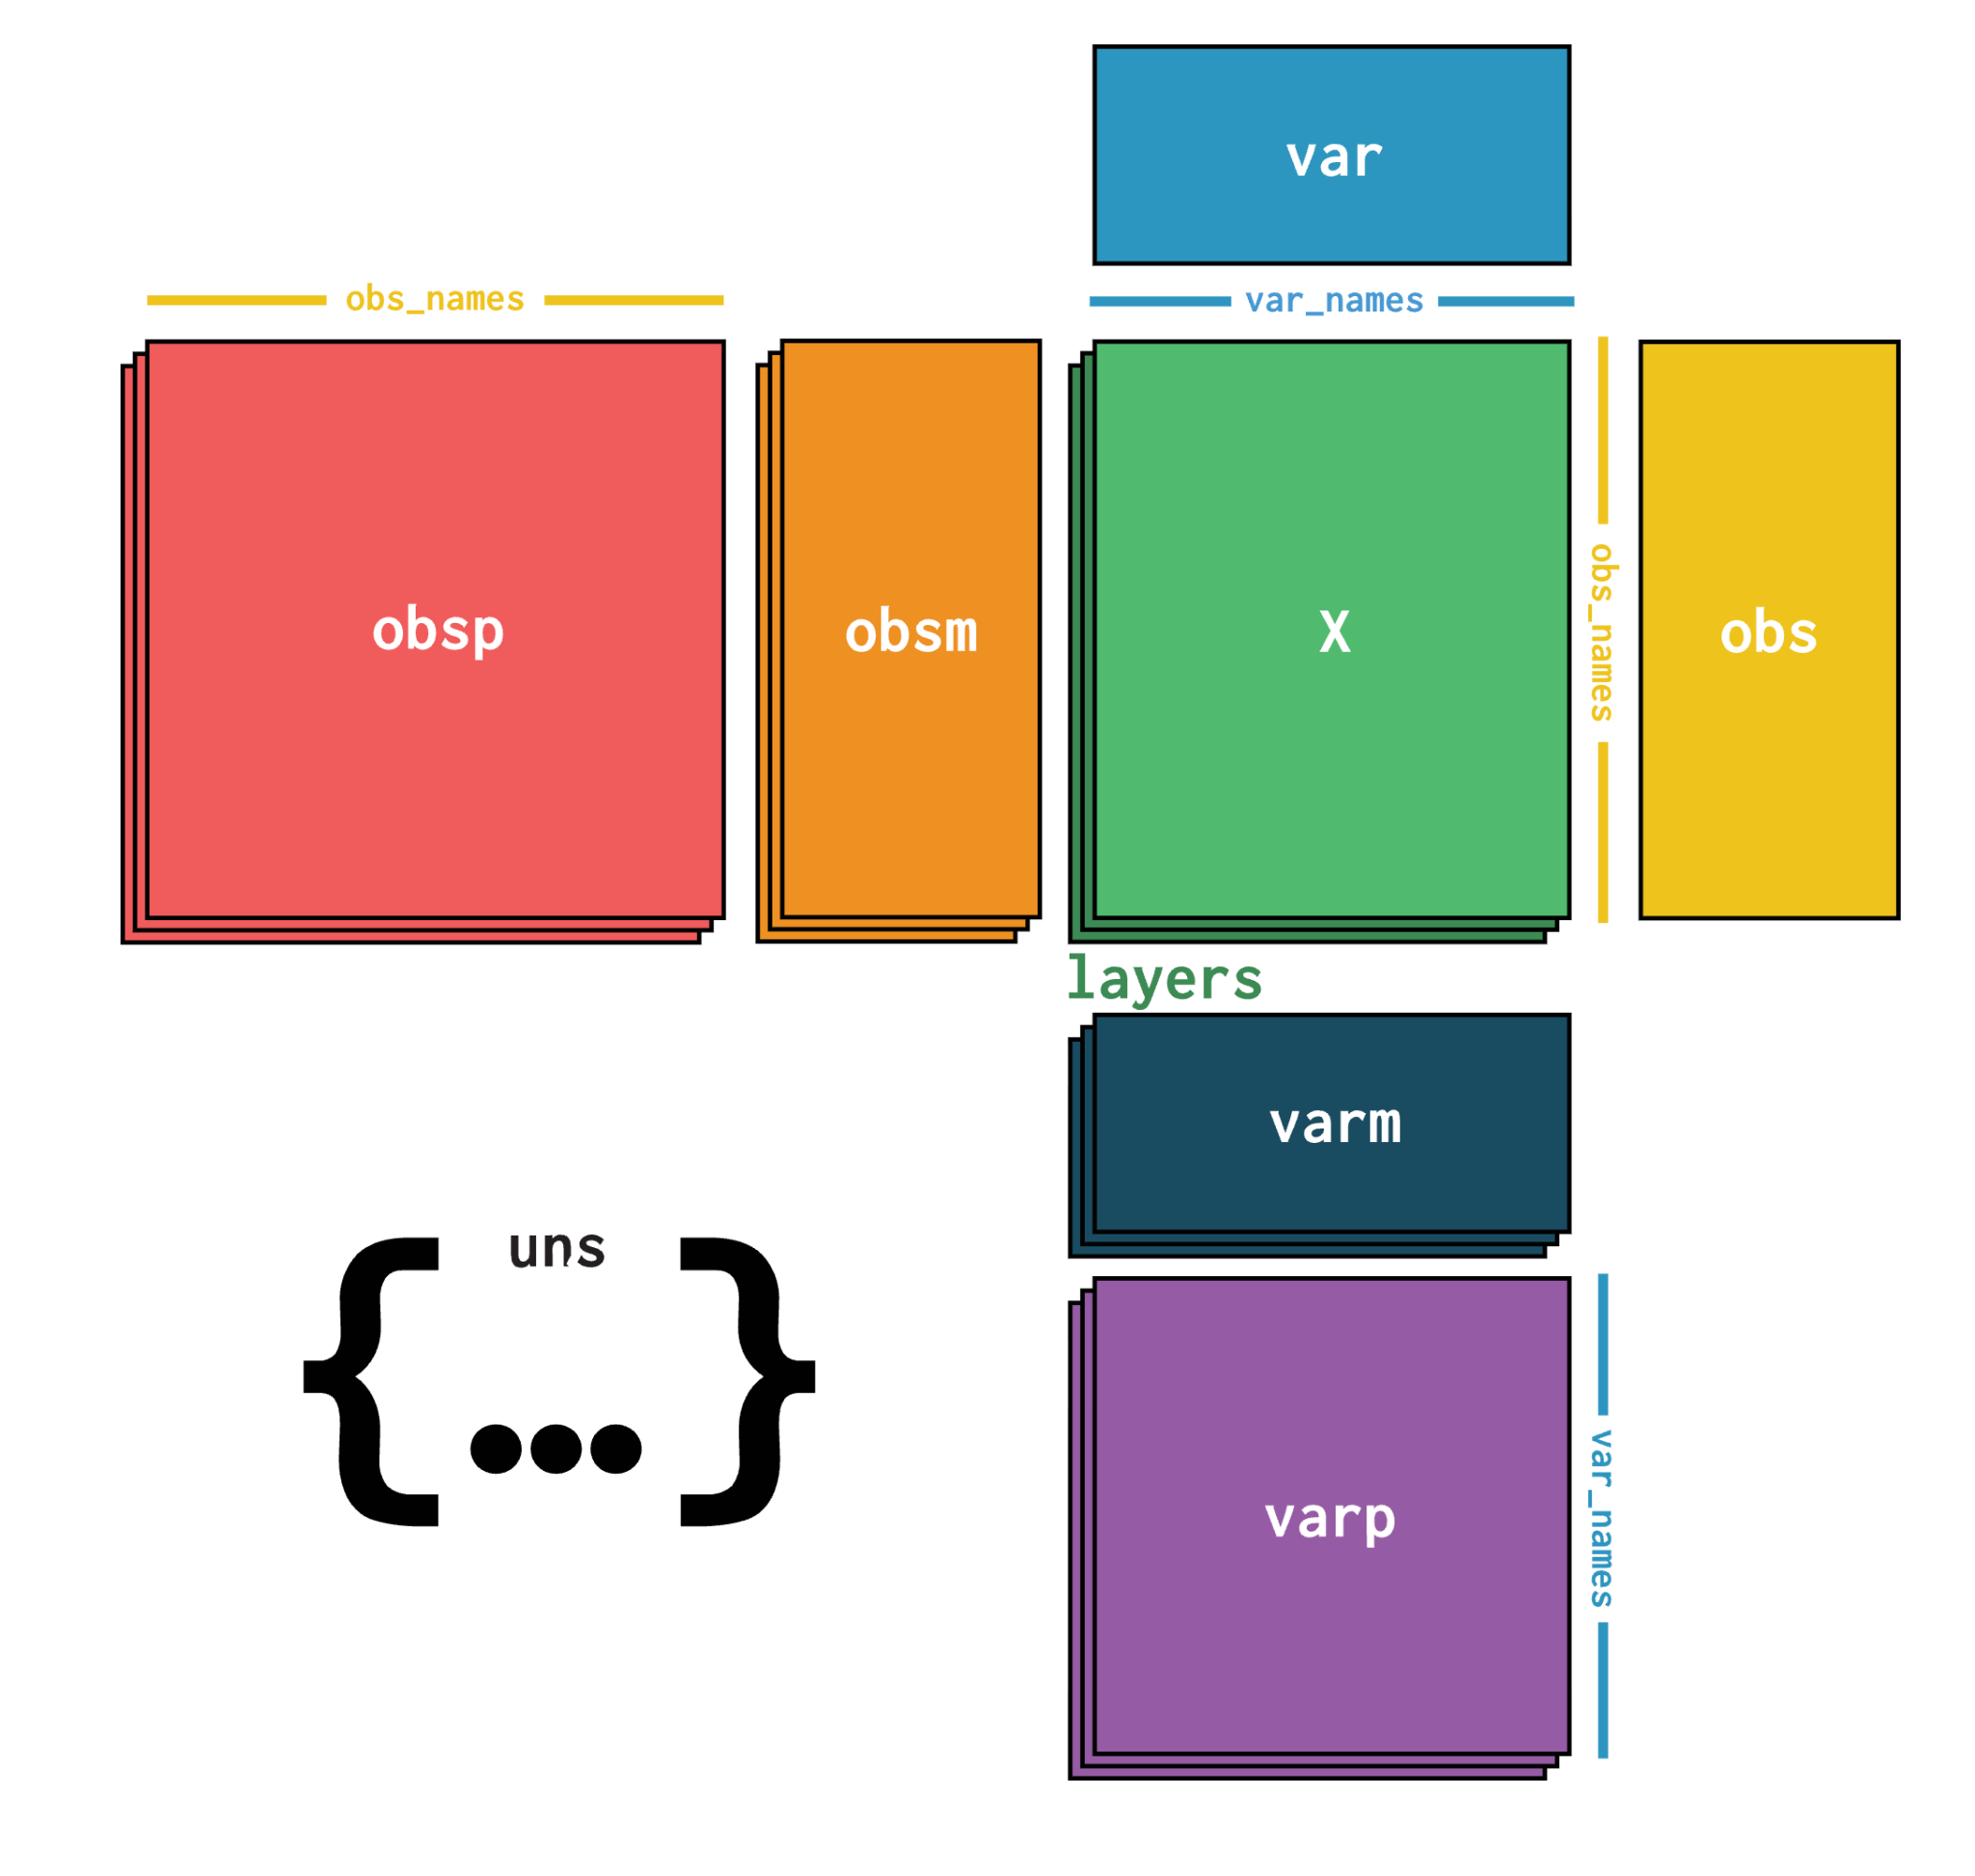 var
obs_names
var_names
obsp
obsm
X
obs_names
obs
layers
varm
uns
{ ... }
varp
var_names